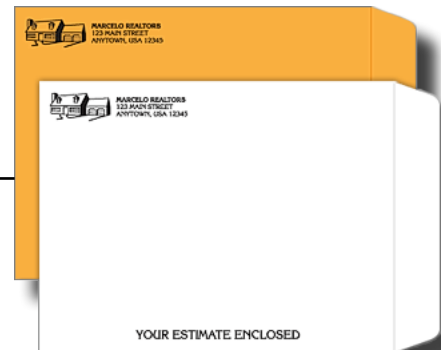 MARCELO REALTORS
123 MAIN STREET
ANYTOWN, USA 12345
MARCELO REALTORS
123 MAIN STREET
ANYTOWN, USA 12345
YOUR ESTIMATE ENCLOSED